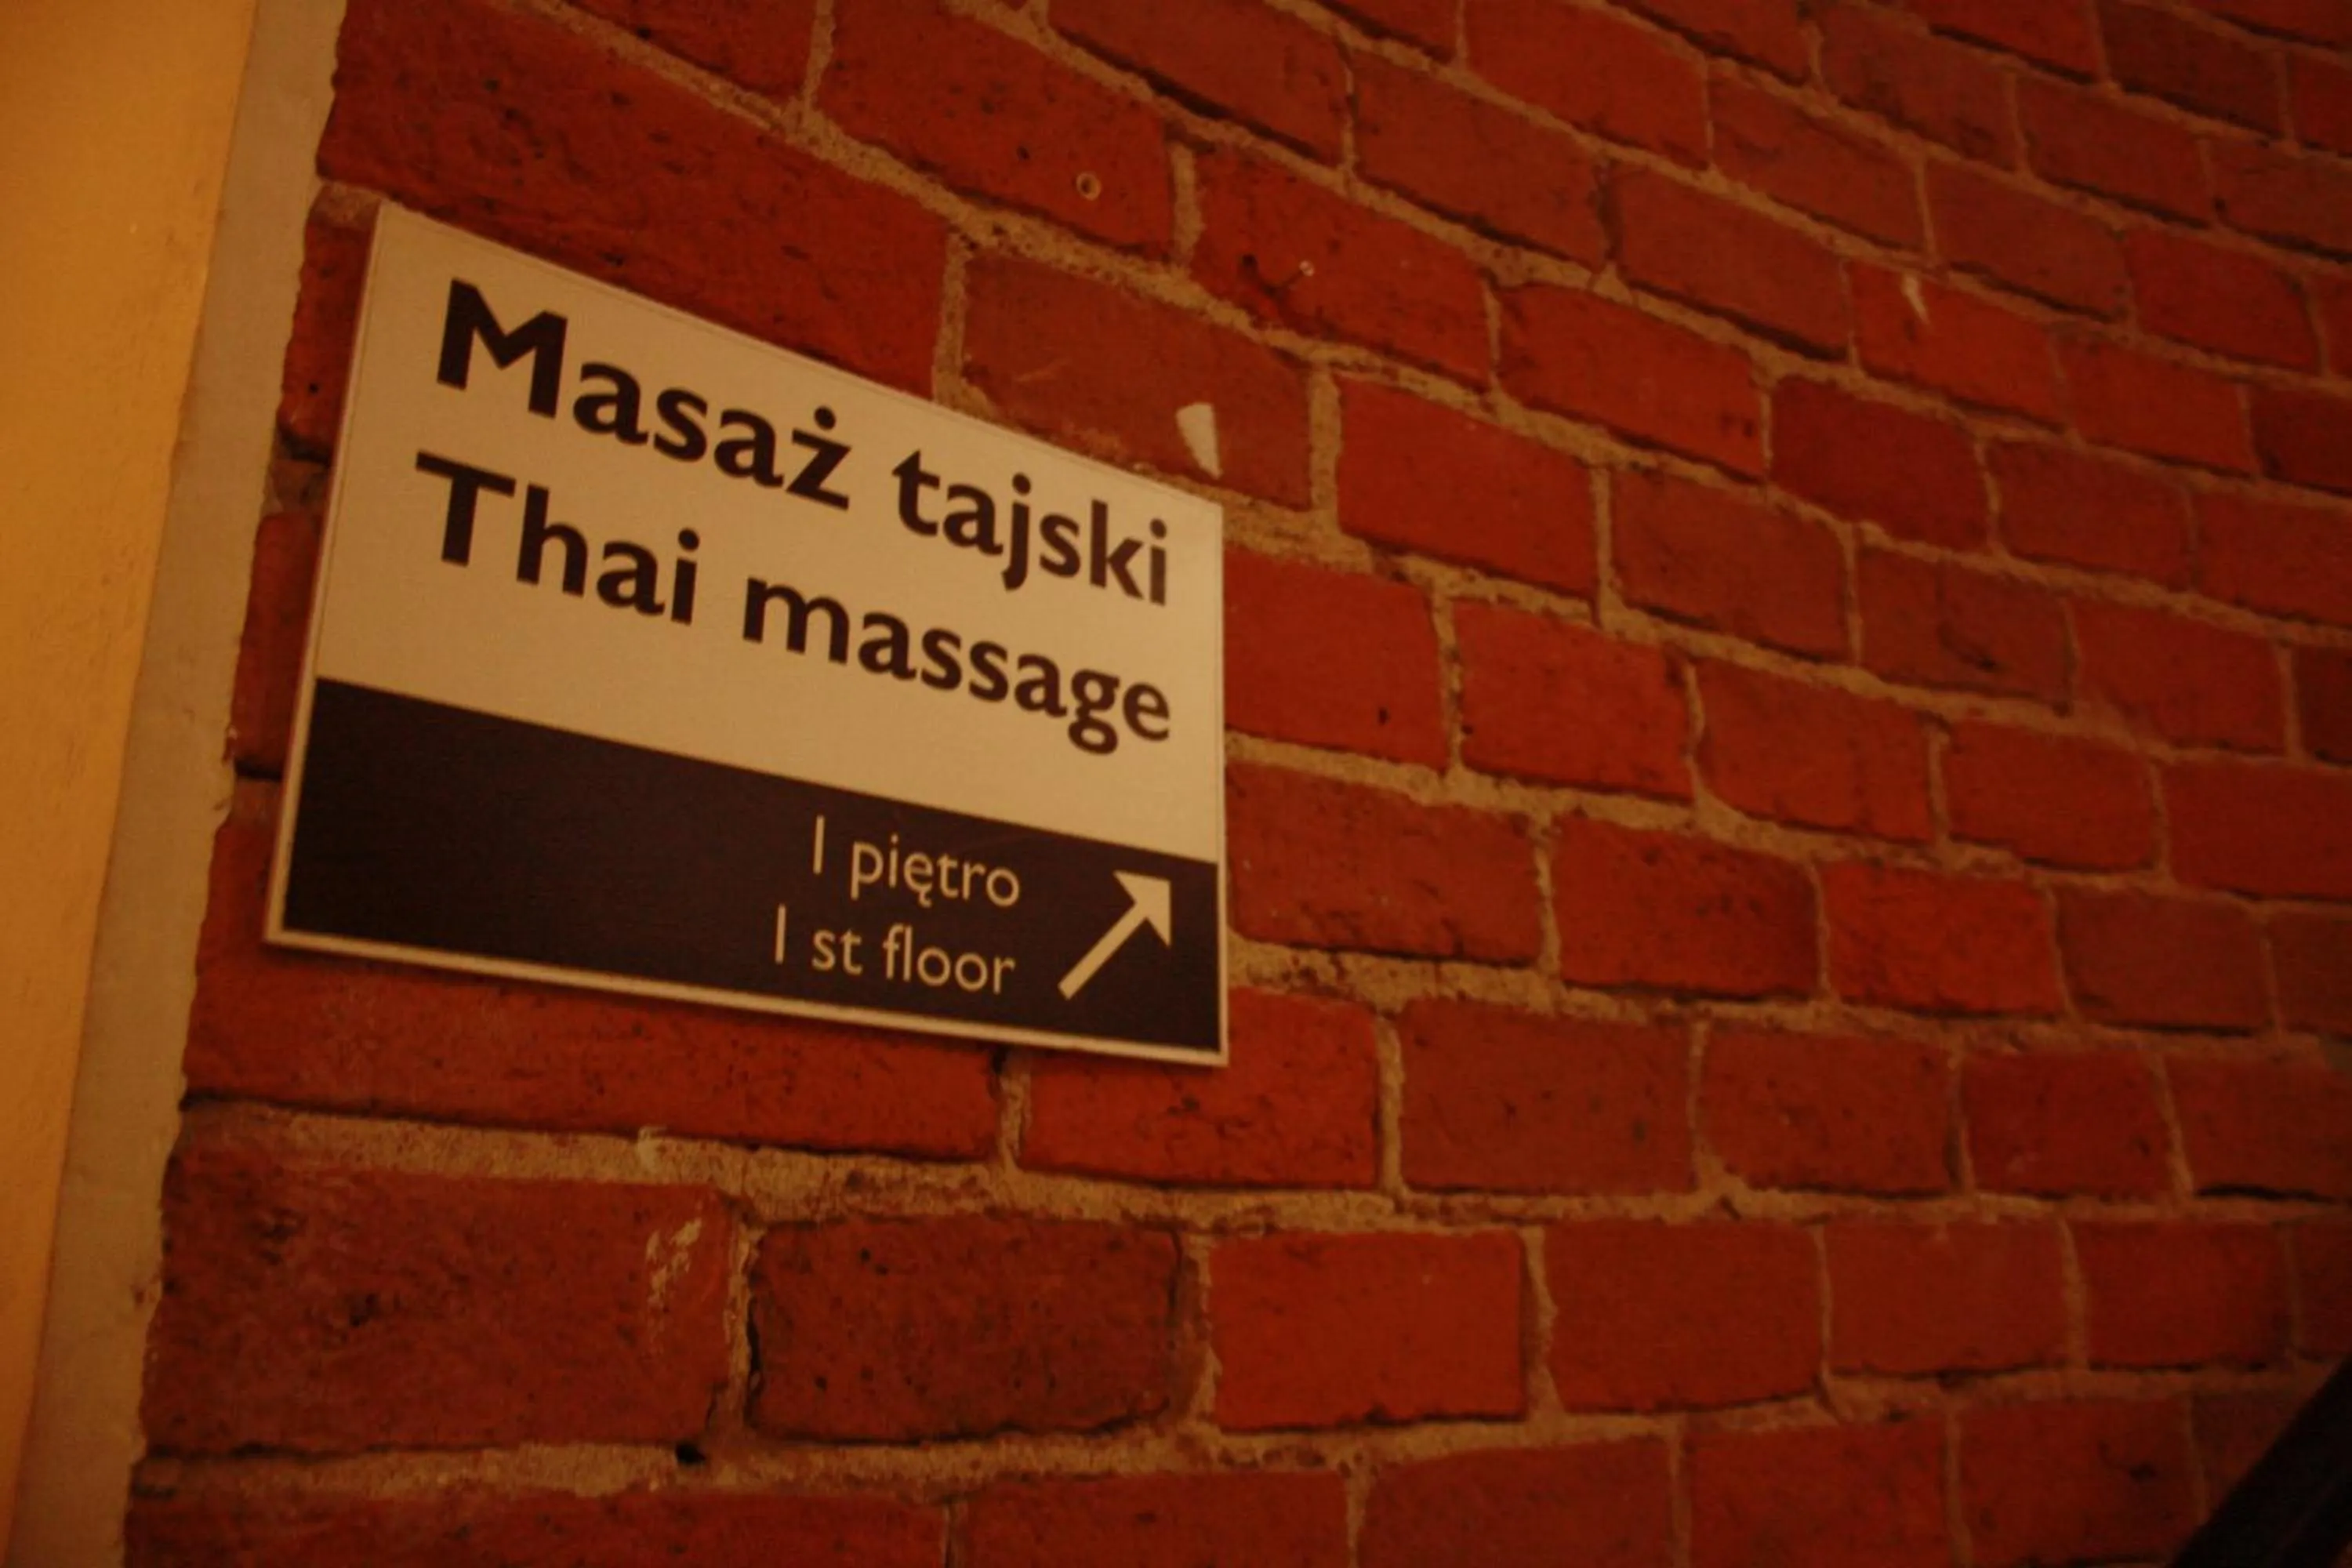 Masaż tajski
Thai massage
I piętro
I st floor